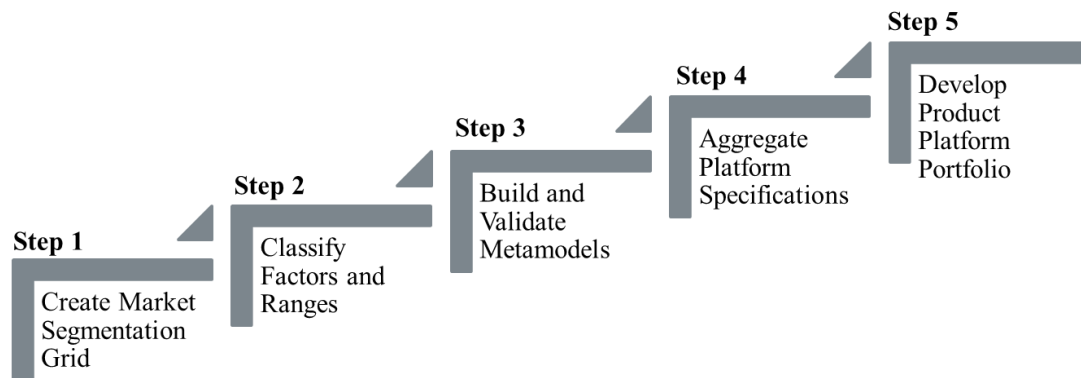 Step 1
Create Market
Segmentation
Grid
Step 2
Classify
Factors and
Ranges
Step 3
Build and
Validate
Metamodels
Step 4
Aggregate
Platform
Specifications
Step 5
Develop
Product
Platform
Portfolio